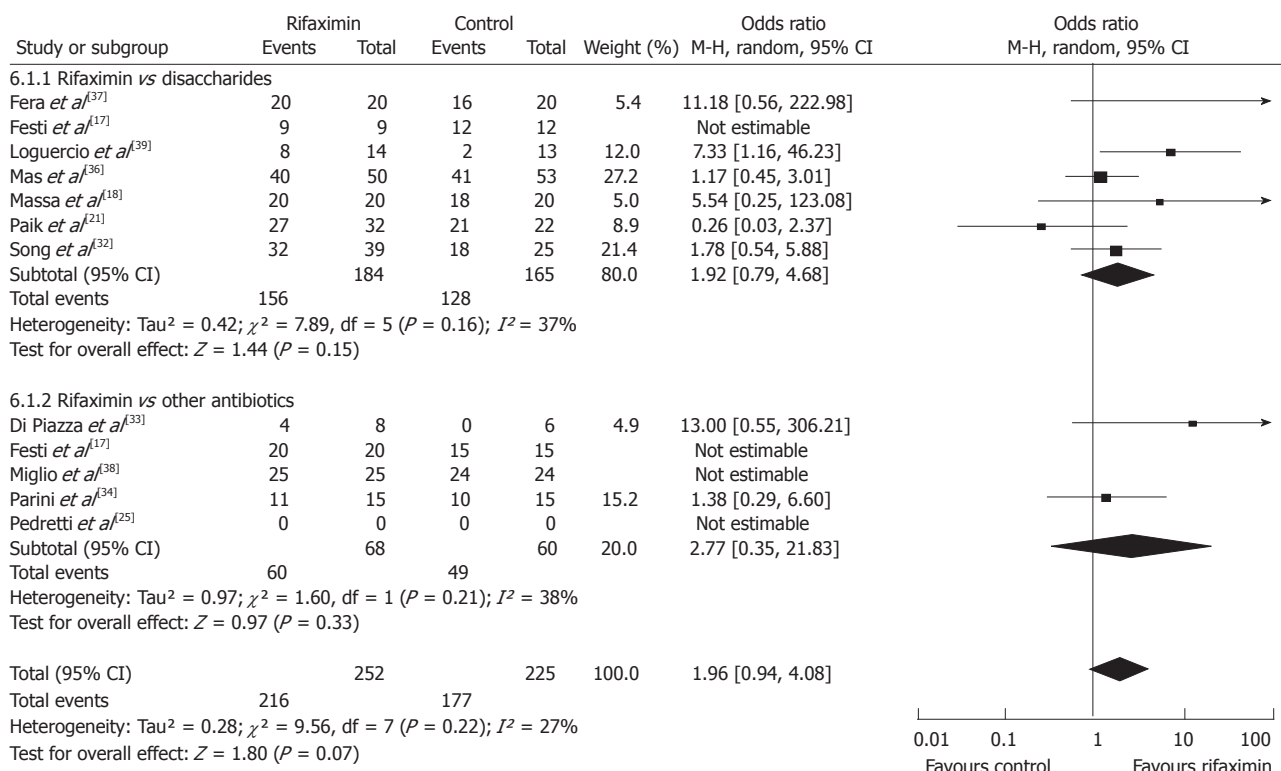 Rifaximin Control Odds ratio Odds ratio
Study or subgroup Events Total Events Total Weight (%) M-H, random, 95% CI M-H, random, 95% CI
6.1.1 Rifaximin vs disaccharides
Fera et al[37] 20 20 16 20 5.4 11.18 [0.56, 222.98]
Festi et al[17] 9 9 12 12 Not estimable
Loguercio et al[39] 8 14 2 13 12.0 7.33 [1.16, 46.23]
Mas et al[36] 40 50 41 53 27.2 1.17 [0.45, 3.01]
Massa et al[18] 20 20 18 20 5.0 5.54 [0.25, 123.08]
Paik et al[21] 27 32 21 22 8.9 0.26 [0.03, 2.37]
Song et al[32] 32 39 18 25 21.4 1.78 [0.54, 5.88]
Subtotal (95% CI) 184 165 80.0 1.92 [0.79, 4.68]
Total events 156 128
Heterogeneity: Tau² = 0.42; χ² = 7.89, df = 5 (P = 0.16); I² = 37%
Test for overall effect: Z = 1.44 (P = 0.15)
6.1.2 Rifaximin vs other antibiotics
Di Piazza et al[33] 4 8 0 6 4.9 13.00 [0.55, 306.21]
Festi et al[17] 20 20 15 15 Not estimable
Miglio et al[38] 25 25 24 24 Not estimable
Parini et al[34] 11 15 10 15 15.2 1.38 [0.29, 6.60]
Pedretti et al[25] 0 0 0 0 Not estimable
Subtotal (95% CI) 68 60 20.0 2.77 [0.35, 21.83]
Total events 60 49
Heterogeneity: Tau² = 0.97; χ² = 1.60, df = 1 (P = 0.21); I² = 38%
Test for overall effect: Z = 0.97 (P = 0.33)
Total (95% CI) 252 225 100.0 1.96 [0.94, 4.08]
Total events 216 177
Heterogeneity: Tau² = 0.28; χ² = 9.56, df = 7 (P = 0.22); I² = 27%
Test for overall effect: Z = 1.80 (P = 0.07)
0.01 0.1 1 10 100
Favours control Favours rifaximin